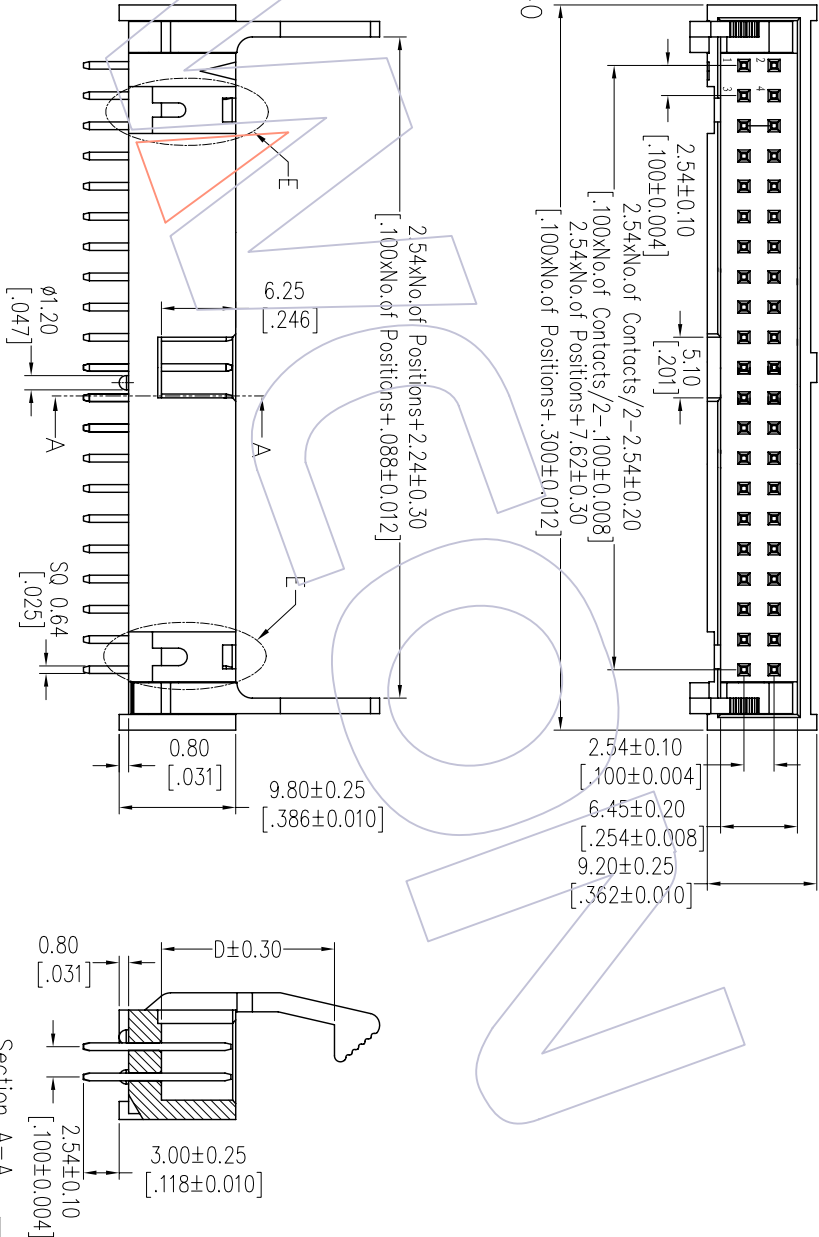 1
2
3
4
2.54±0.10
[.100±0.004]
2.54xNo.of Contacts/2-2.54±0.20
[.100xNo.of Contacts/2-.100±0.008]
2.54xNo.of Positions+7.62±0.30
[.100xNo.of Positions+.300±0.012]
5.10
[.201]
2.54±0.10
[.100±0.004]
6.45±0.20
[.254±0.008]
9.20±0.25
[.362±0.010]
2.54xNo.of Positions+2.24±0.30
[.100xNo.of Positions+.088±0.012]
E
6.25
[.246]
A
A
ø1.20
[.047]
E
SQ 0.64
[.025]
0.80
[.031]
9.80±0.25
[.386±0.010]
D±0.30
0.80
[.031]
2.54±0.10
[.100±0.004]
3.00±0.25
[.118±0.010]
Section A-A
WCON